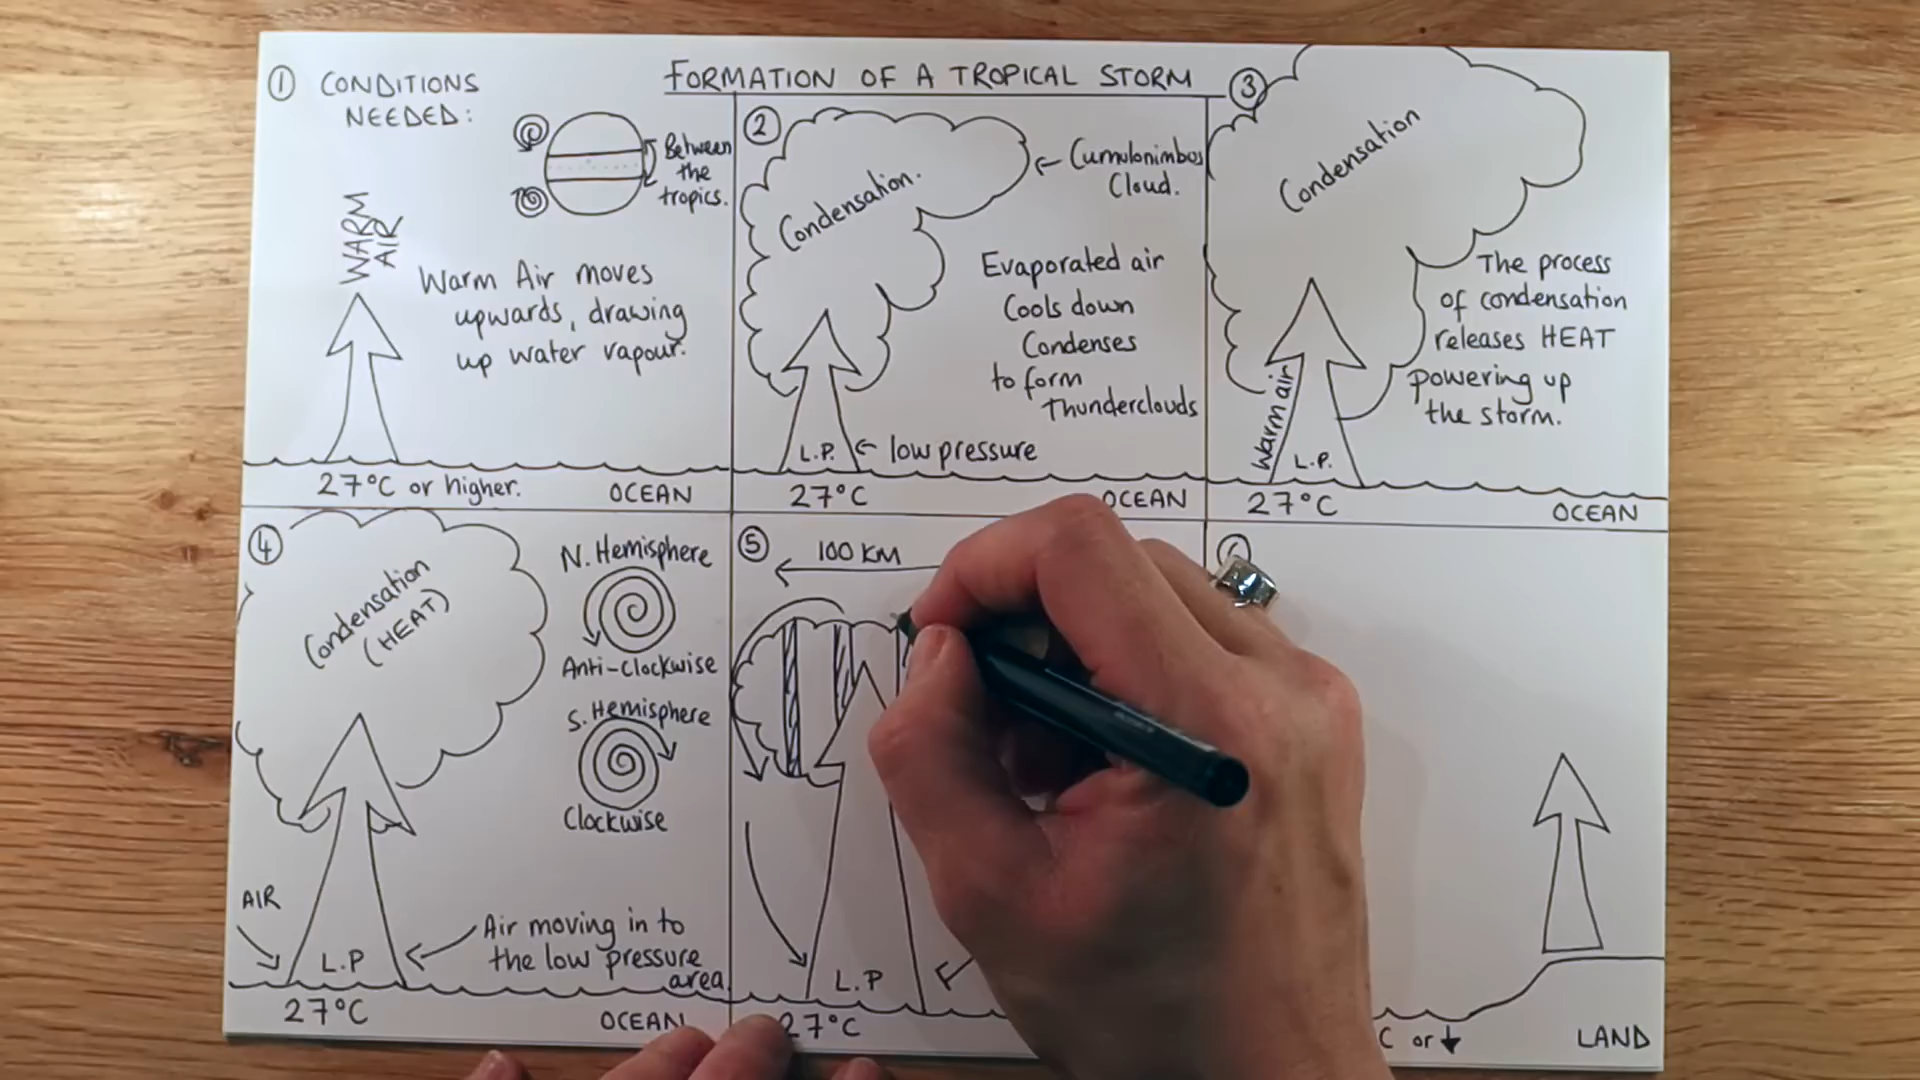 FORMATION OF A TROPICAL STORM
① CONDITIONS
NEEDED:
Between
the
tropics.
WARM
AIR
Warm Air moves
upwards, drawing
up water vapour.
27°C or higher.
OCEAN
②
Condensation.
← Cumulonimbos
Cloud.
Evaporated air
Cools down
Condenses
to form
Thunderclouds
L.P. ← low pressure
27°C
OCEAN
③
Condensation
The process
of condensation
releases HEAT
powering up
the storm.
Warm air
L.P.
27°C
OCEAN
④
Condensation
(HEAT)
N. Hemisphere
Anti-Clockwise
S. Hemisphere
Clockwise
AIR
Air moving in to
the low pressure
area.
L.P
27°C
OCEAN
⑤
100 KM
L.P
27°C
C or ↓
LAND